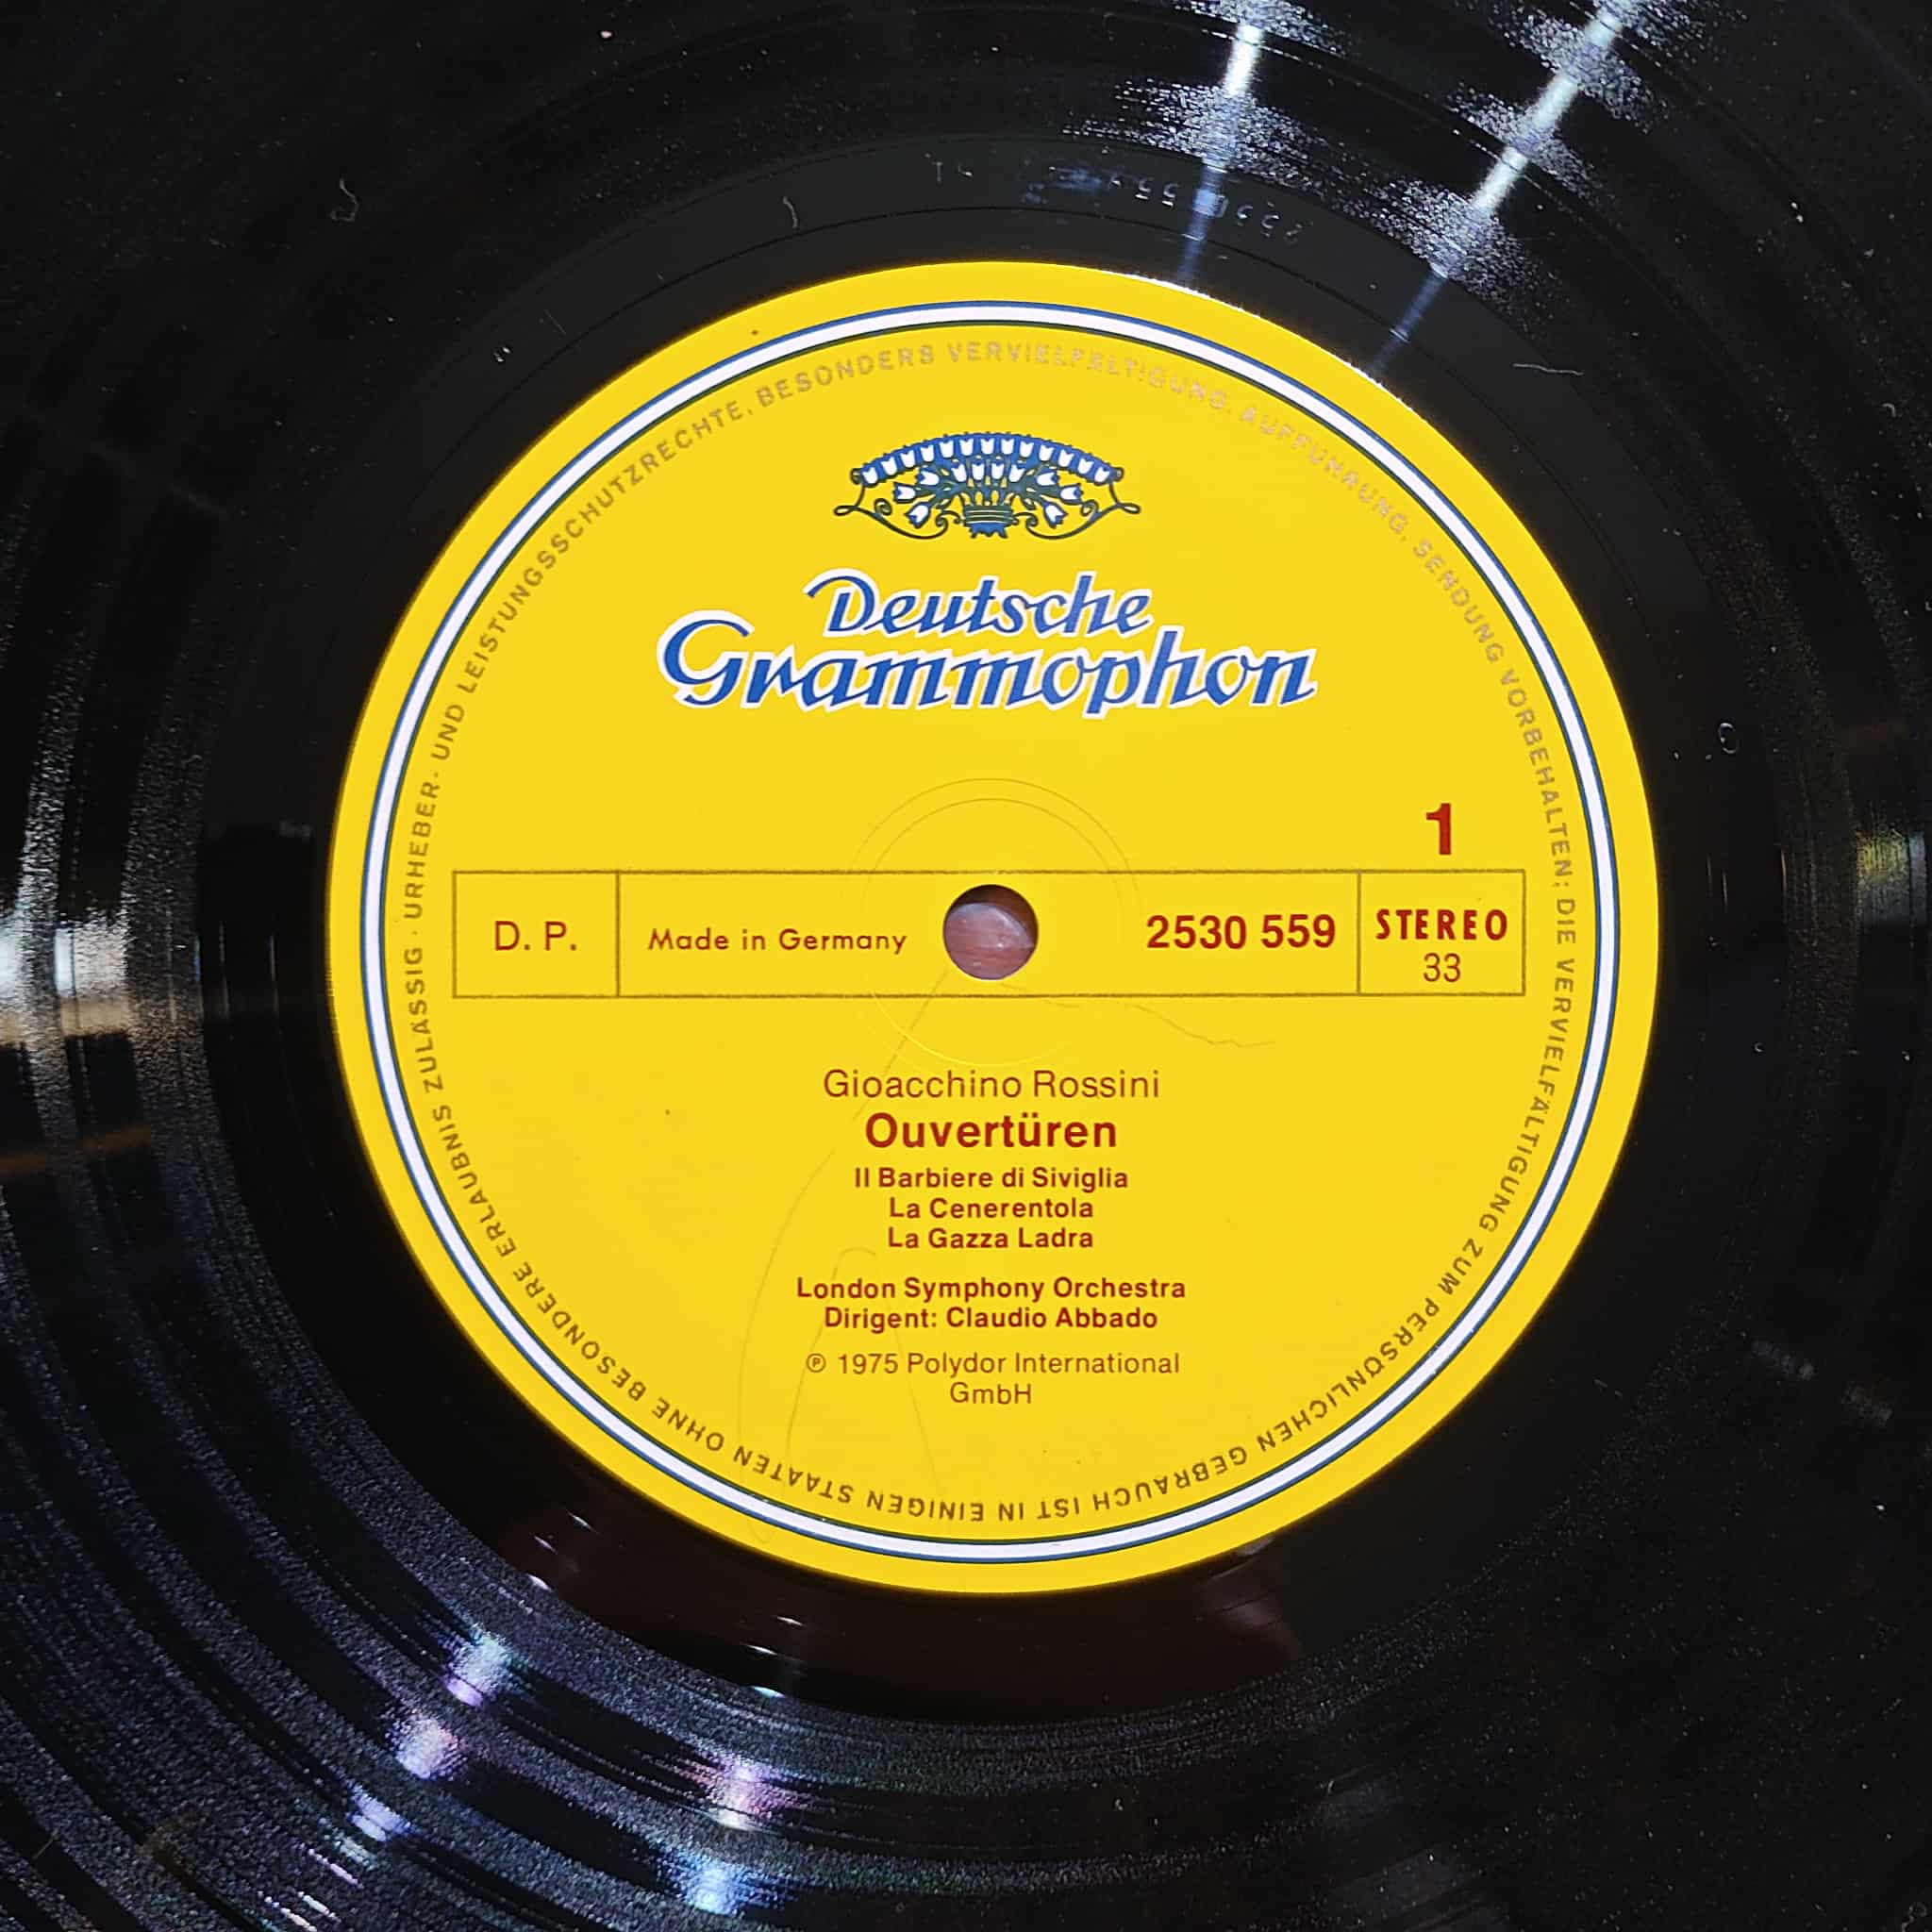 URHEBER- UND LEISTUNGSSCHUTZRECHTE, BESONDERS VERVIELFÄLTIGUNG, AUFFÜHRUNG, SENDUNG VORBEHALTEN; DIE VERVIELFÄLTIGUNG ZUM PERSÖNLICHEN GEBRAUCH IST IN EINIGEN STAATEN OHNE BESONDERE ERLAUBNIS ZULÄSSIG ·
Deutsche
Grammophon
1
D. P.
Made in Germany
2530 559
STEREO
33
Gioacchino Rossini
Ouvertüren
Il Barbiere di Siviglia
La Cenerentola
La Gazza Ladra
London Symphony Orchestra
Dirigent: Claudio Abbado
℗ 1975 Polydor International
GmbH